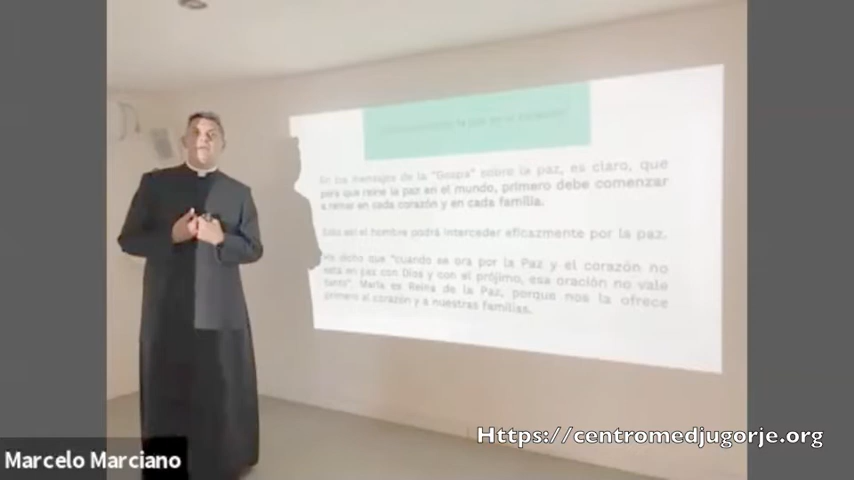 En los mensajes de la "Gospa" sobre la paz, es claro, que
para que reine la paz en el mundo, primero debe comenzar
a reinar en cada corazón y en cada familia.
Solo así el hombre podrá interceder eficazmente por la paz.
Ha dicho que "cuando se ora por la Paz y el corazón no
está en paz con Dios y con el prójimo, esa oración no vale
tanto". María es Reina de la Paz, porque nos la ofrece
primero al corazón y a nuestras familias.
Https://centromedjugorje.org
Marcelo Marciano